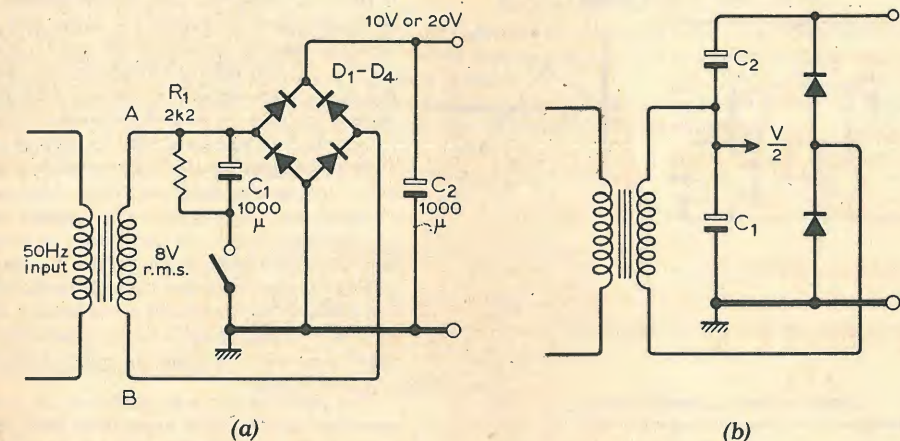 10V or 20V
D1–D4
R1
2k2
A
C1
1000
µ
C2
1000
µ
50Hz
input
8V
r.m.s.
B
(a)
C2
V
2
C1
(b)